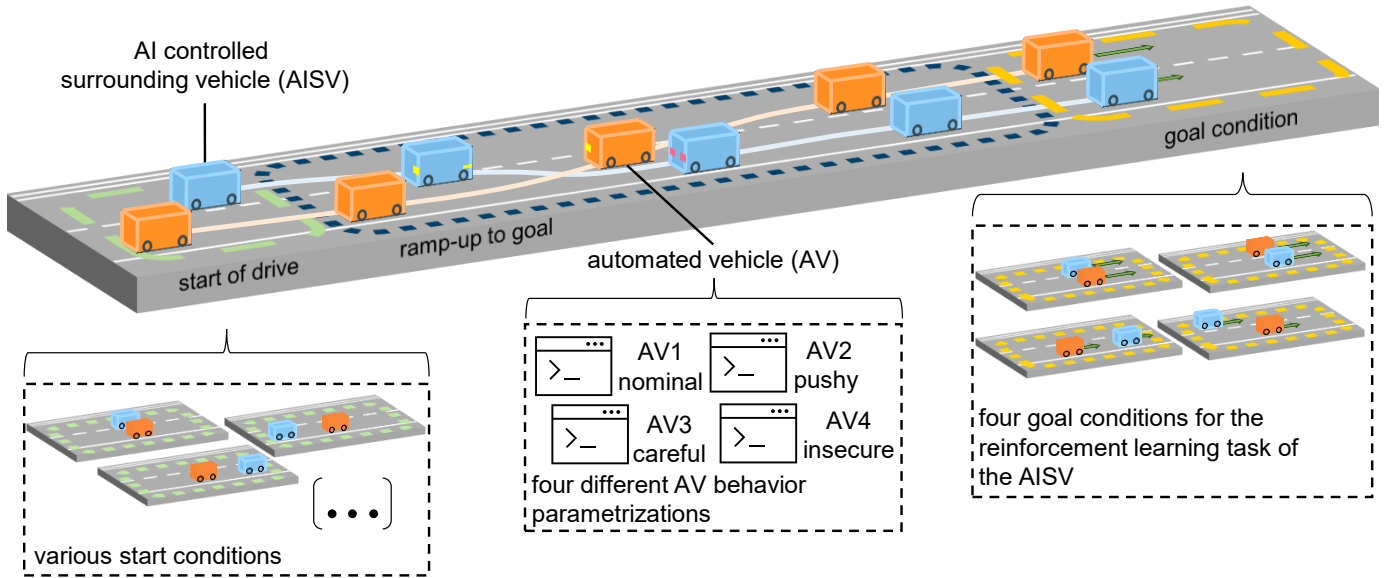 AI controlled
surrounding vehicle (AISV)
goal condition
ramp-up to goal
start of drive
automated vehicle (AV)
AV1
nominal
AV2
pushy
AV3
careful
AV4
insecure
four different AV behavior
parametrizations
four goal conditions for the
reinforcement learning task of
the AISV
various start conditions